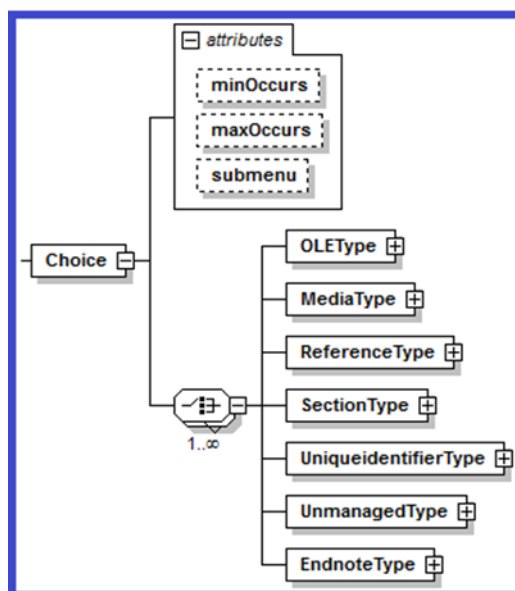 attributes
minOccurs
maxOccurs
submenu
Choice
OLEType
MediaType
ReferenceType
SectionType
1..∞
UniqueidentifierType
UnmanagedType
EndnoteType